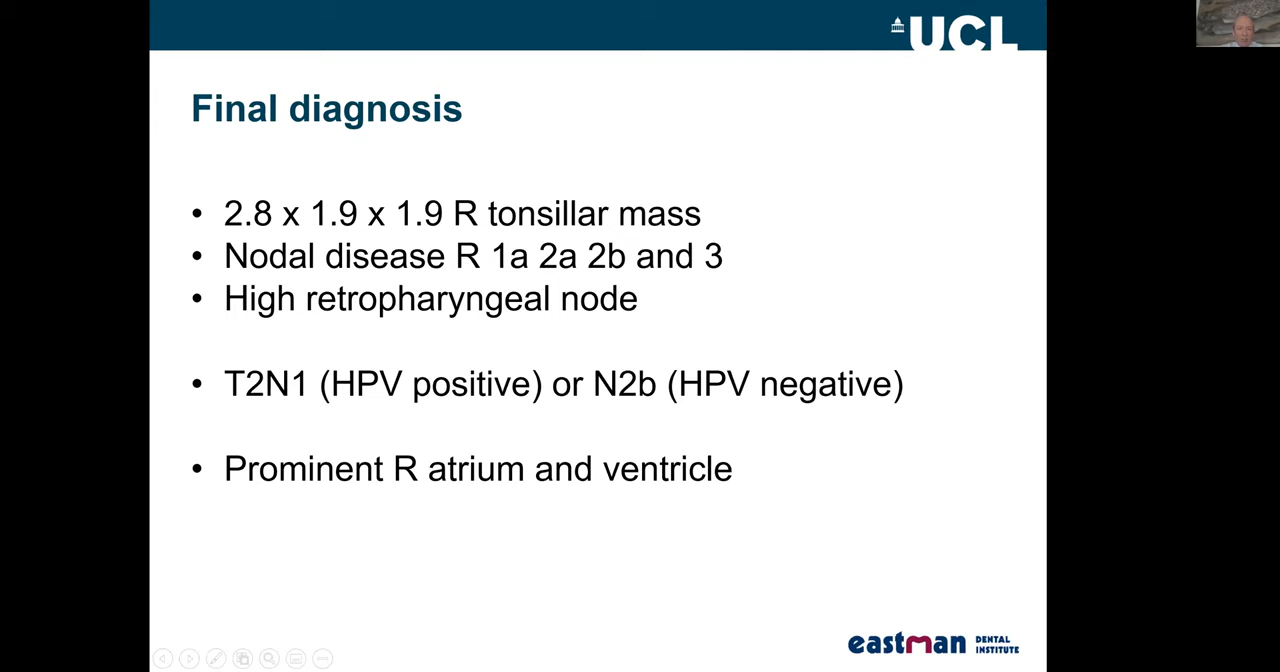 UCL
Final diagnosis
• 2.8 x 1.9 x 1.9 R tonsillar mass
• Nodal disease R 1a 2a 2b and 3
• High retropharyngeal node
• T2N1 (HPV positive) or N2b (HPV negative)
• Prominent R atrium and ventricle
eastman DENTAL
INSTITUTE